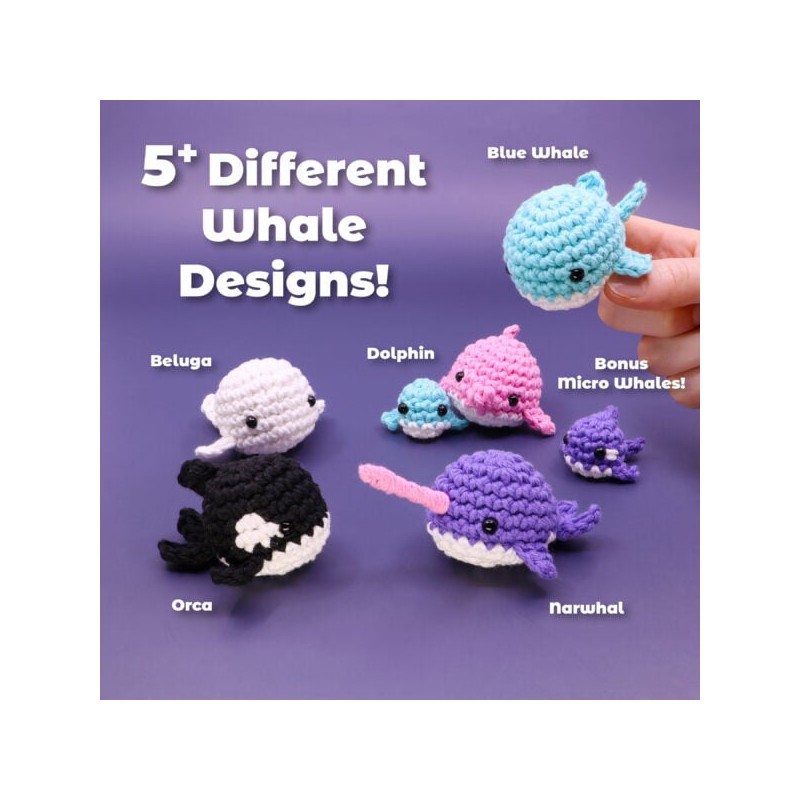 5+ Different
Whale
Designs!
Blue Whale
Beluga
Dolphin
Bonus
Micro Whales!
Orca
Narwhal